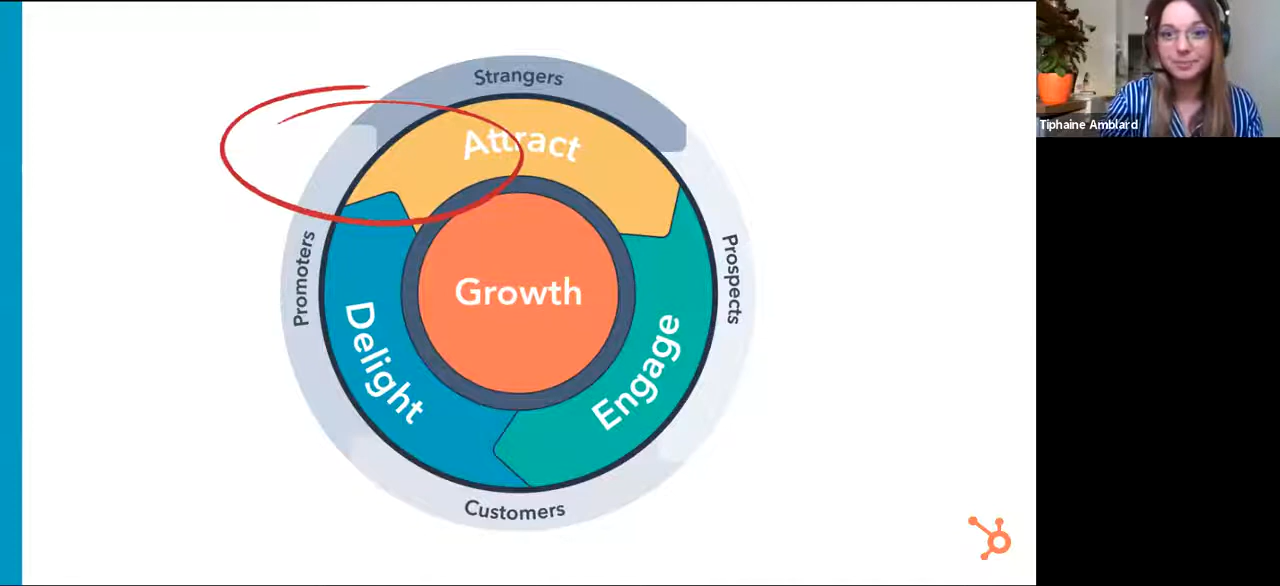 Strangers
Attract
Tiphaine Amblard
Promoters
Growth
Prospects
Delight
Engage
Customers